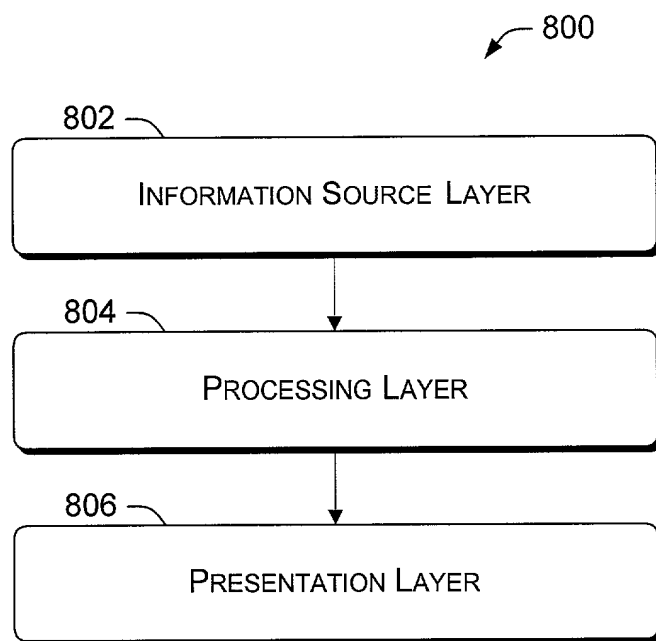 800
802
INFORMATION SOURCE LAYER
804
PROCESSING LAYER
806
PRESENTATION LAYER